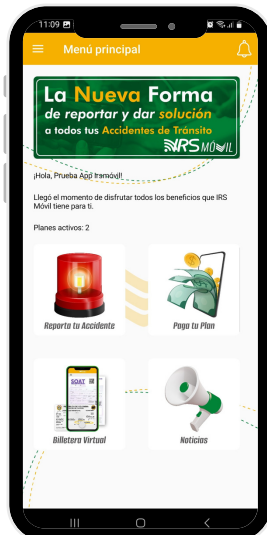 11:09
Menú principal
La Nueva Forma
de reportar y dar solución
a todos tus Accidentes de Tránsito
IRS MÓVIL
¡Hola, Prueba App Irsmóvil!
Llegó el momento de disfrutar todos los beneficios que IRS
Móvil tiene para ti.
Planes activos: 2
Reporta tu Accidente
Paga tu Plan
SOAT
Billetera Virtual
Noticias